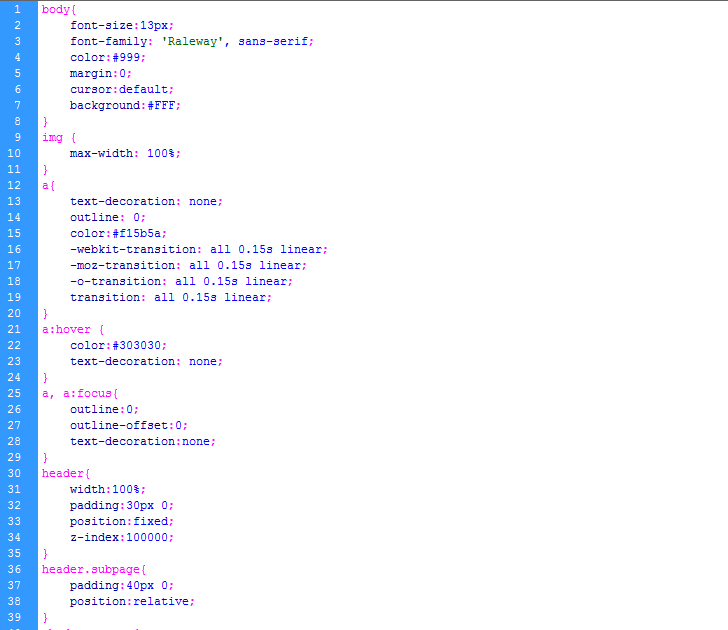 1 body{
2 font-size:13px;
3 font-family: 'Raleway', sans-serif;
4 color:#999;
5 margin:0;
6 cursor:default;
7 background:#FFF;
8 }
9 img {
10 max-width: 100%;
11 }
12 a{
13 text-decoration: none;
14 outline: 0;
15 color:#f15b5a;
16 -webkit-transition: all 0.15s linear;
17 -moz-transition: all 0.15s linear;
18 -o-transition: all 0.15s linear;
19 transition: all 0.15s linear;
20 }
21 a:hover {
22 color:#303030;
23 text-decoration: none;
24 }
25 a, a:focus{
26 outline:0;
27 outline-offset:0;
28 text-decoration:none;
29 }
30 header{
31 width:100%;
32 padding:30px 0;
33 position:fixed;
34 z-index:100000;
35 }
36 header.subpage{
37 padding:40px 0;
38 position:relative;
39 }